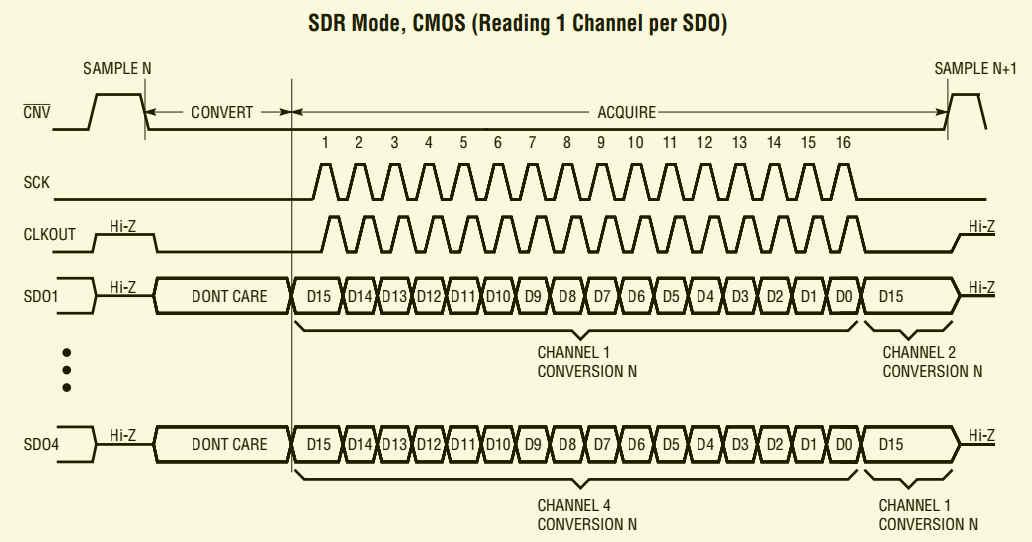 SDR Mode, CMOS (Reading 1 Channel per SDO)
SAMPLE N
SAMPLE N+1
CNV
CONVERT
ACQUIRE
1 2 3 4 5 6 7 8 9 10 11 12 13 14 15 16
SCK
CLKOUT
Hi-Z
Hi-Z
SDO1
Hi-Z
DONT CARE
D15 D14 D13 D12 D11 D10 D9 D8 D7 D6 D5 D4 D3 D2 D1 D0 D15
Hi-Z
CHANNEL 1
CONVERSION N
CHANNEL 2
CONVERSION N
SDO4
Hi-Z
DONT CARE
D15 D14 D13 D12 D11 D10 D9 D8 D7 D6 D5 D4 D3 D2 D1 D0 D15
Hi-Z
CHANNEL 4
CONVERSION N
CHANNEL 1
CONVERSION N